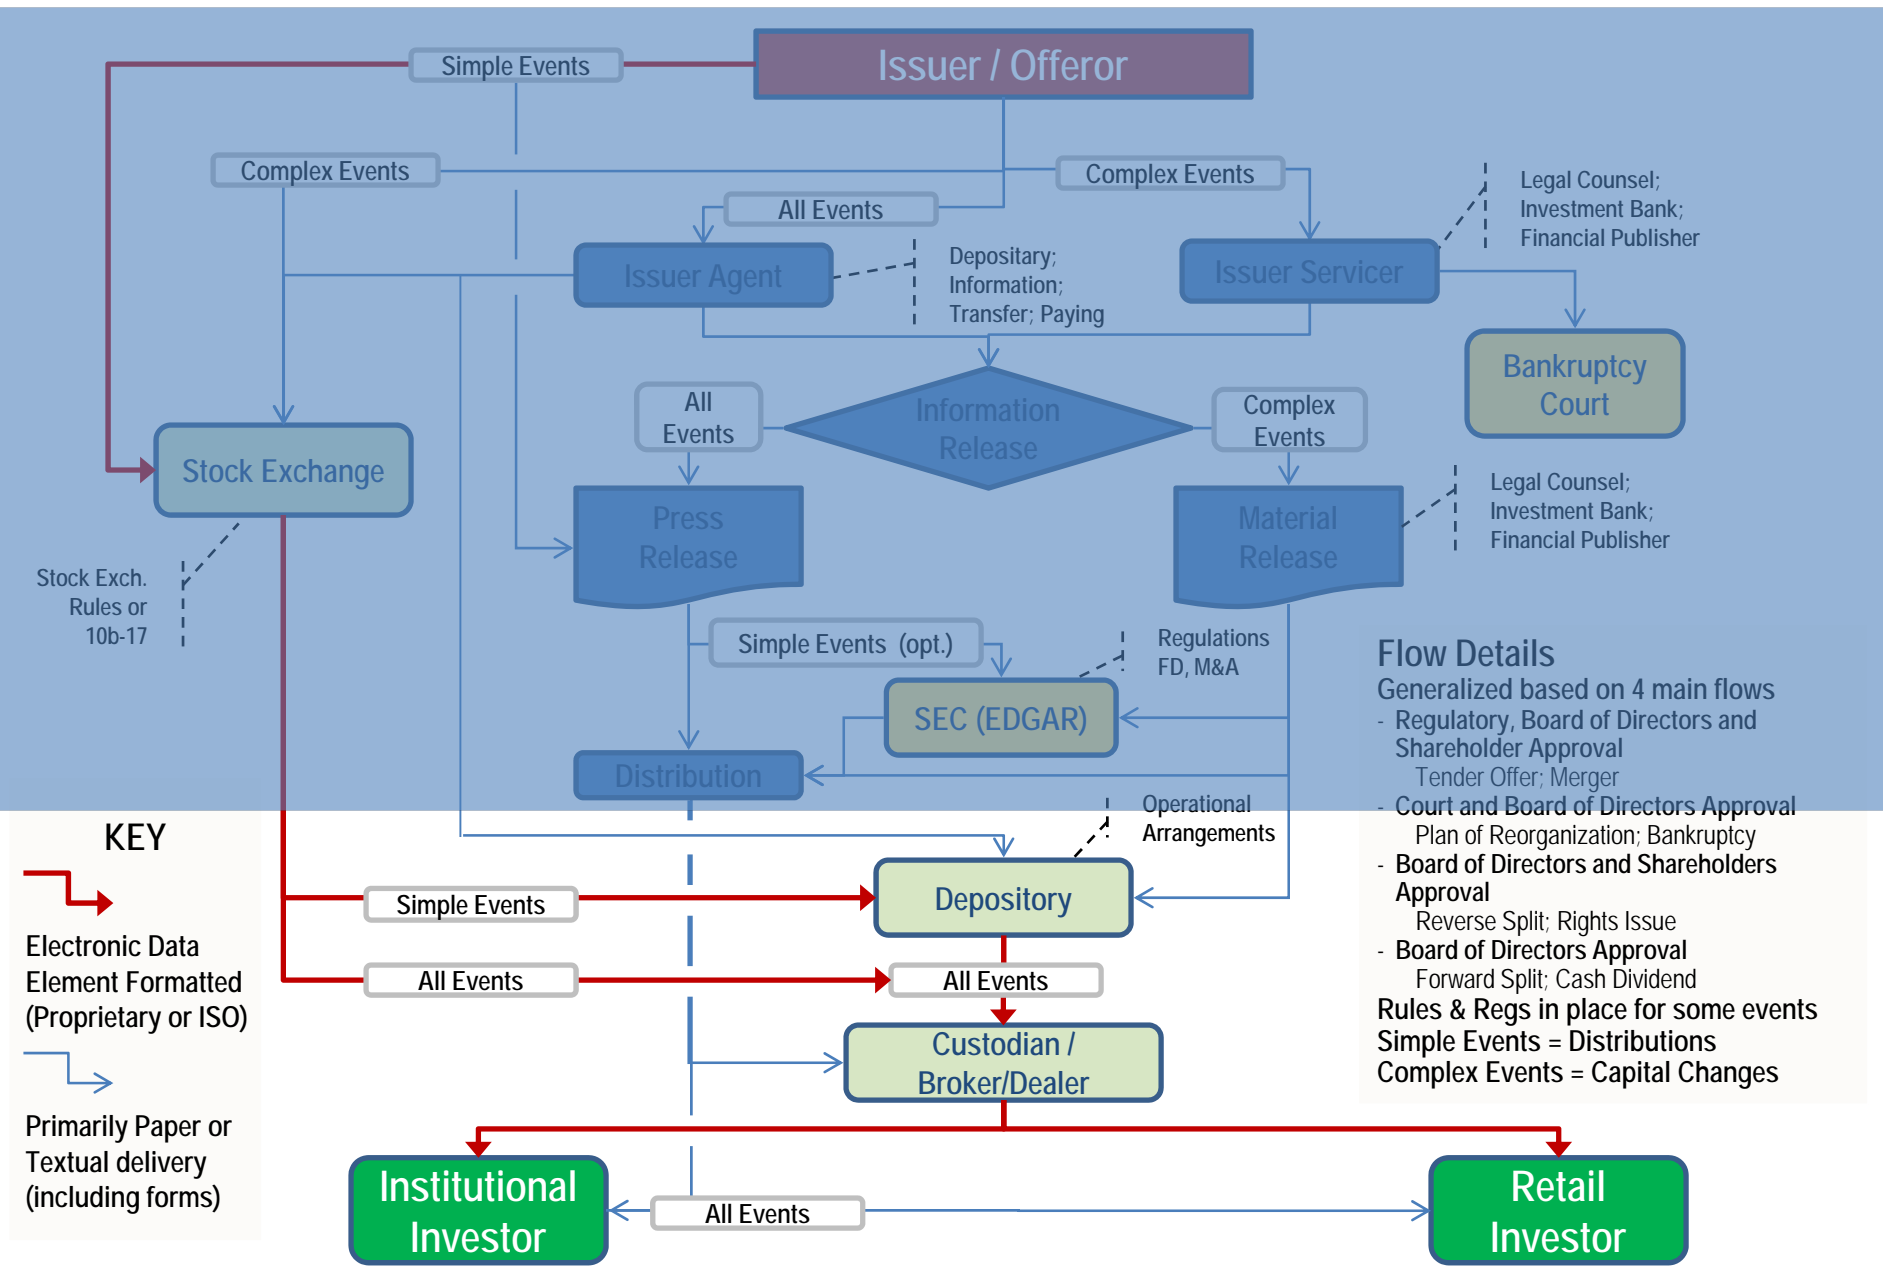 Issuer / Offeror
Simple Events
Complex Events
Complex Events
All Events
Legal Counsel;
Investment Bank;
Financial Publisher
Issuer Agent
Depositary;
Information;
Transfer; Paying
Issuer Servicer
Bankruptcy
Court
All
Events
Information
Release
Complex
Events
Stock Exchange
Press
Release
Material
Release
Legal Counsel;
Investment Bank;
Financial Publisher
Stock Exch.
Rules or
10b-17
Simple Events (opt.)
Regulations
FD, M&A
SEC (EDGAR)
Distribution
Flow Details
Generalized based on 4 main flows
- Regulatory, Board of Directors and
Shareholder Approval
Tender Offer; Merger
- Court and Board of Directors Approval
Plan of Reorganization; Bankruptcy
- Board of Directors and Shareholders
Approval
Reverse Split; Rights Issue
- Board of Directors Approval
Forward Split; Cash Dividend
Rules & Regs in place for some events
Simple Events = Distributions
Complex Events = Capital Changes
Operational
Arrangements
KEY
Electronic Data
Element Formatted
(Proprietary or ISO)
Primarily Paper or
Textual delivery
(including forms)
Simple Events
Depository
All Events
All Events
Custodian /
Broker/Dealer
Institutional
Investor
All Events
Retail
Investor